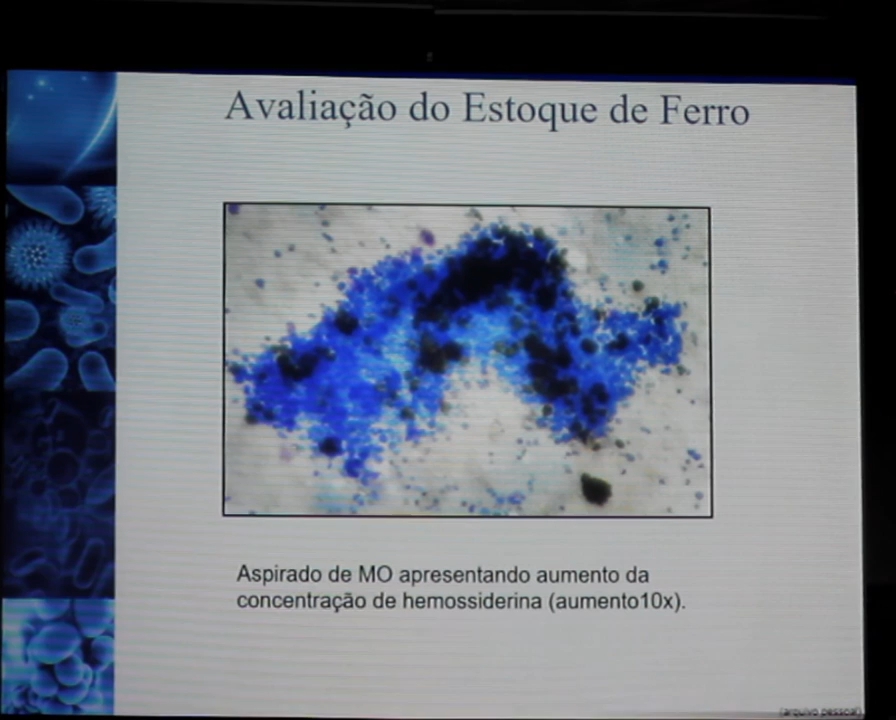 Avaliação do Estoque de Ferro
Aspirado de MO apresentando aumento da
concentração de hemossiderina (aumento10x).
(arquivo pessoal)